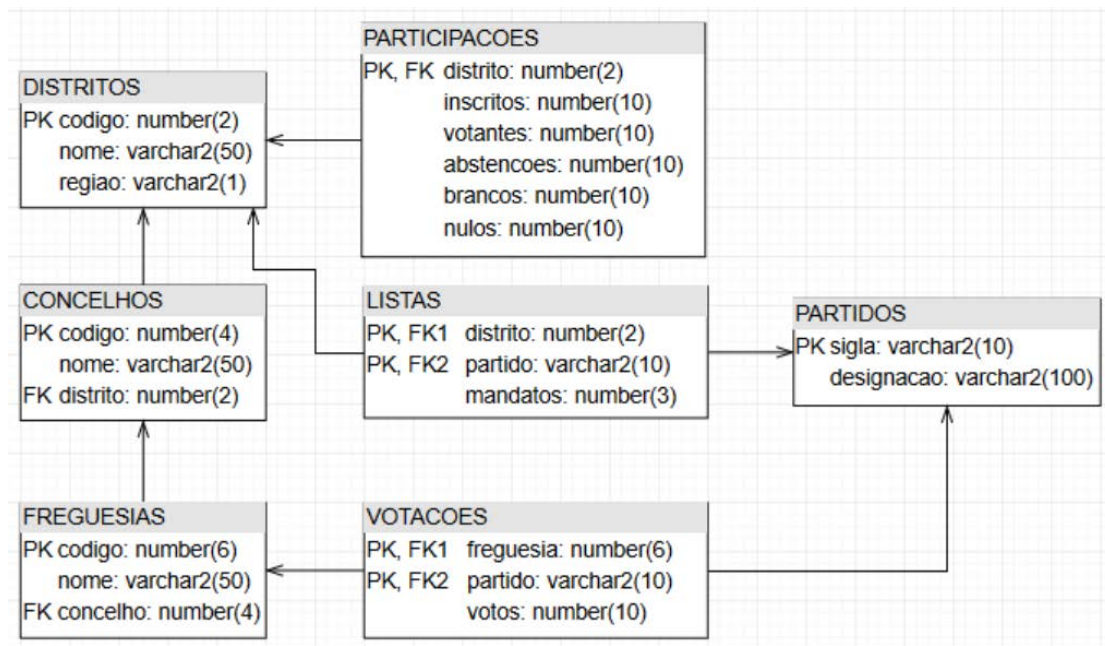 PARTICIPACOES
PK, FK distrito: number(2)
inscritos: number(10)
votantes: number(10)
abstencoes: number(10)
brancos: number(10)
nulos: number(10)
DISTRITOS
PK codigo: number(2)
nome: varchar2(50)
regiao: varchar2(1)
CONCELHOS
PK codigo: number(4)
nome: varchar2(50)
FK distrito: number(2)
LISTAS
PK, FK1 distrito: number(2)
PK, FK2 partido: varchar2(10)
mandatos: number(3)
PARTIDOS
PK sigla: varchar2(10)
designacao: varchar2(100)
FREGUESIAS
PK codigo: number(6)
nome: varchar2(50)
FK concelho: number(4)
VOTACOES
PK, FK1 freguesia: number(6)
PK, FK2 partido: varchar2(10)
votos: number(10)